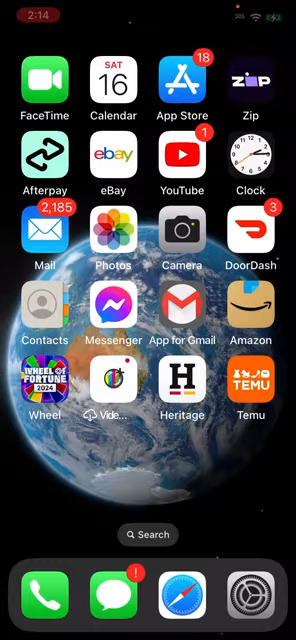 2:14
SOS
18
SAT
16
ZIP
FaceTime Calendar App Store Zip
1
ebay
Afterpay eBay YouTube Clock
2,185
3
Mail Photos Camera DoorDash
Contacts Messenger App for Gmail Amazon
WHEEL OF
FORTUNE
2024
H
TEMU
Wheel Vide... Heritage Temu
Search
!